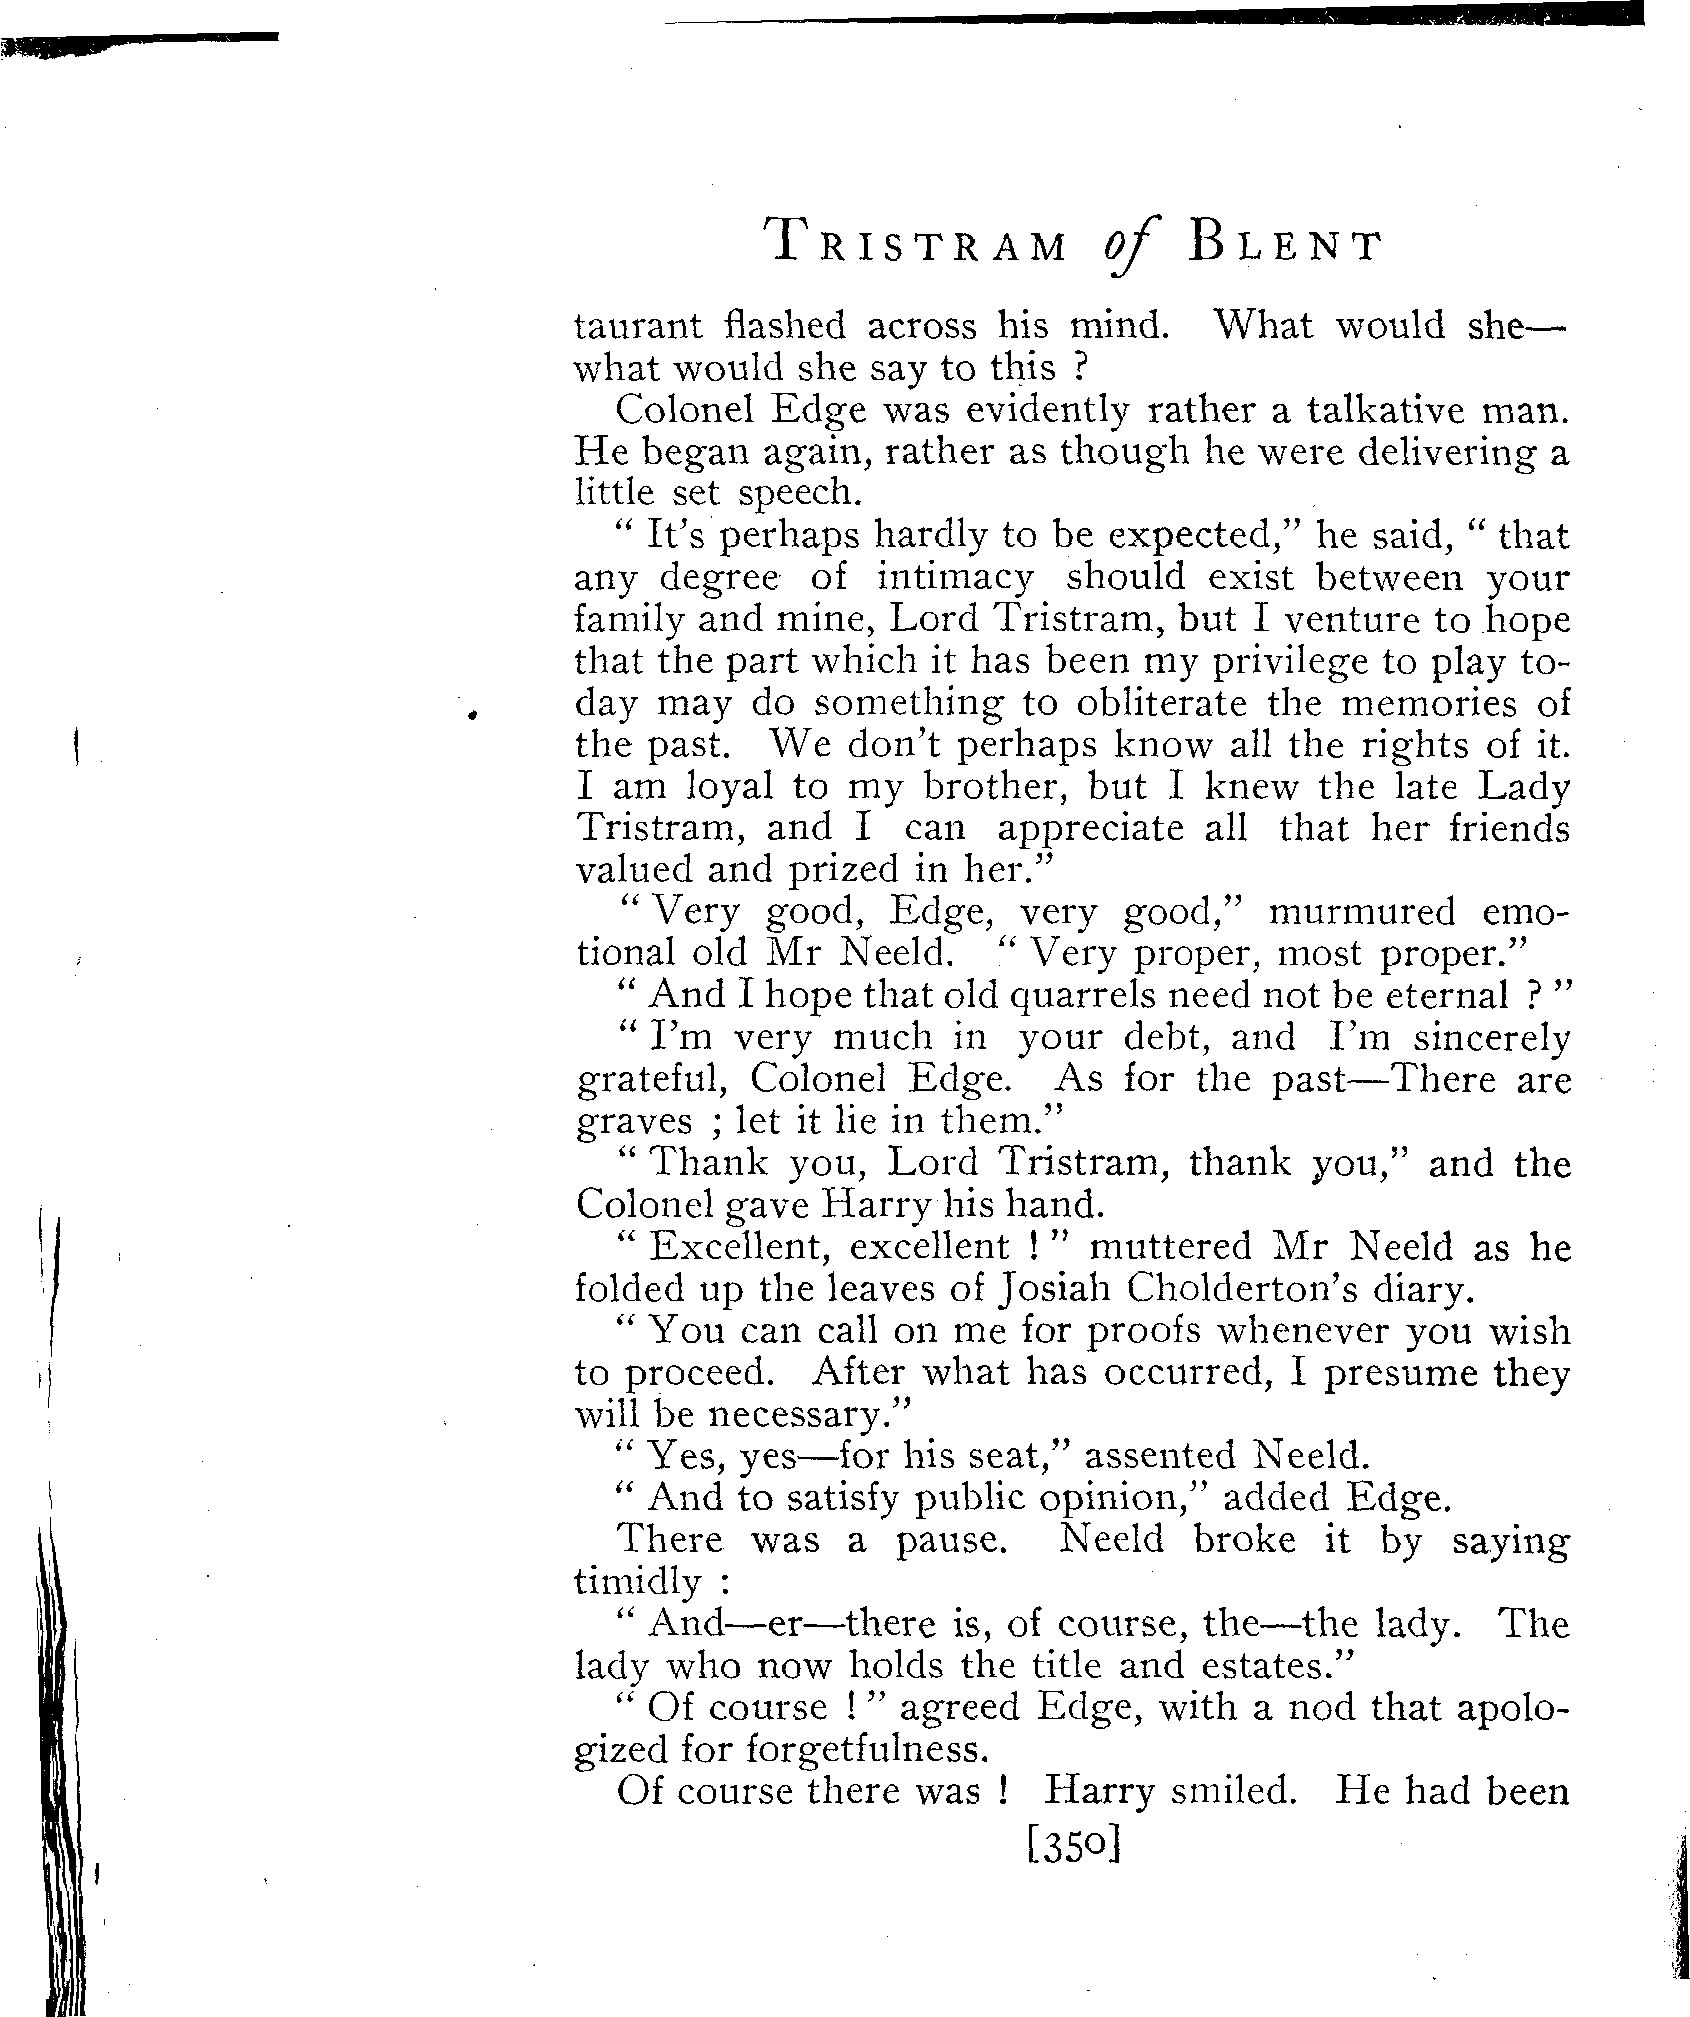 TRISTRAM of BLENT
taurant flashed across his mind. What would she—
what would she say to this ?
Colonel Edge was evidently rather a talkative man.
He began again, rather as though he were delivering a
little set speech.
“ It's perhaps hardly to be expected,” he said, “ that
any degree of intimacy should exist between your
family and mine, Lord Tristram, but I venture to hope
that the part which it has been my privilege to play to-
day may do something to obliterate the memories of
the past. We don't perhaps know all the rights of it.
I am loyal to my brother, but I knew the late Lady
Tristram, and I can appreciate all that her friends
valued and prized in her.”
“ Very good, Edge, very good,” murmured emo-
tional old Mr Neeld. “ Very proper, most proper.”
“ And I hope that old quarrels need not be eternal ? ”
“ I'm very much in your debt, and I'm sincerely
grateful, Colonel Edge. As for the past—There are
graves ; let it lie in them.”
“ Thank you, Lord Tristram, thank you,” and the
Colonel gave Harry his hand.
“ Excellent, excellent ! ” muttered Mr Neeld as he
folded up the leaves of Josiah Cholderton's diary.
“ You can call on me for proofs whenever you wish
to proceed. After what has occurred, I presume they
will be necessary.”
“ Yes, yes—for his seat,” assented Neeld.
“ And to satisfy public opinion,” added Edge.
There was a pause. Neeld broke it by saying
timidly :
“ And—er—there is, of course, the—the lady. The
lady who now holds the title and estates.”
“ Of course ! ” agreed Edge, with a nod that apolo-
gized for forgetfulness.
Of course there was ! Harry smiled. He had been
[350]